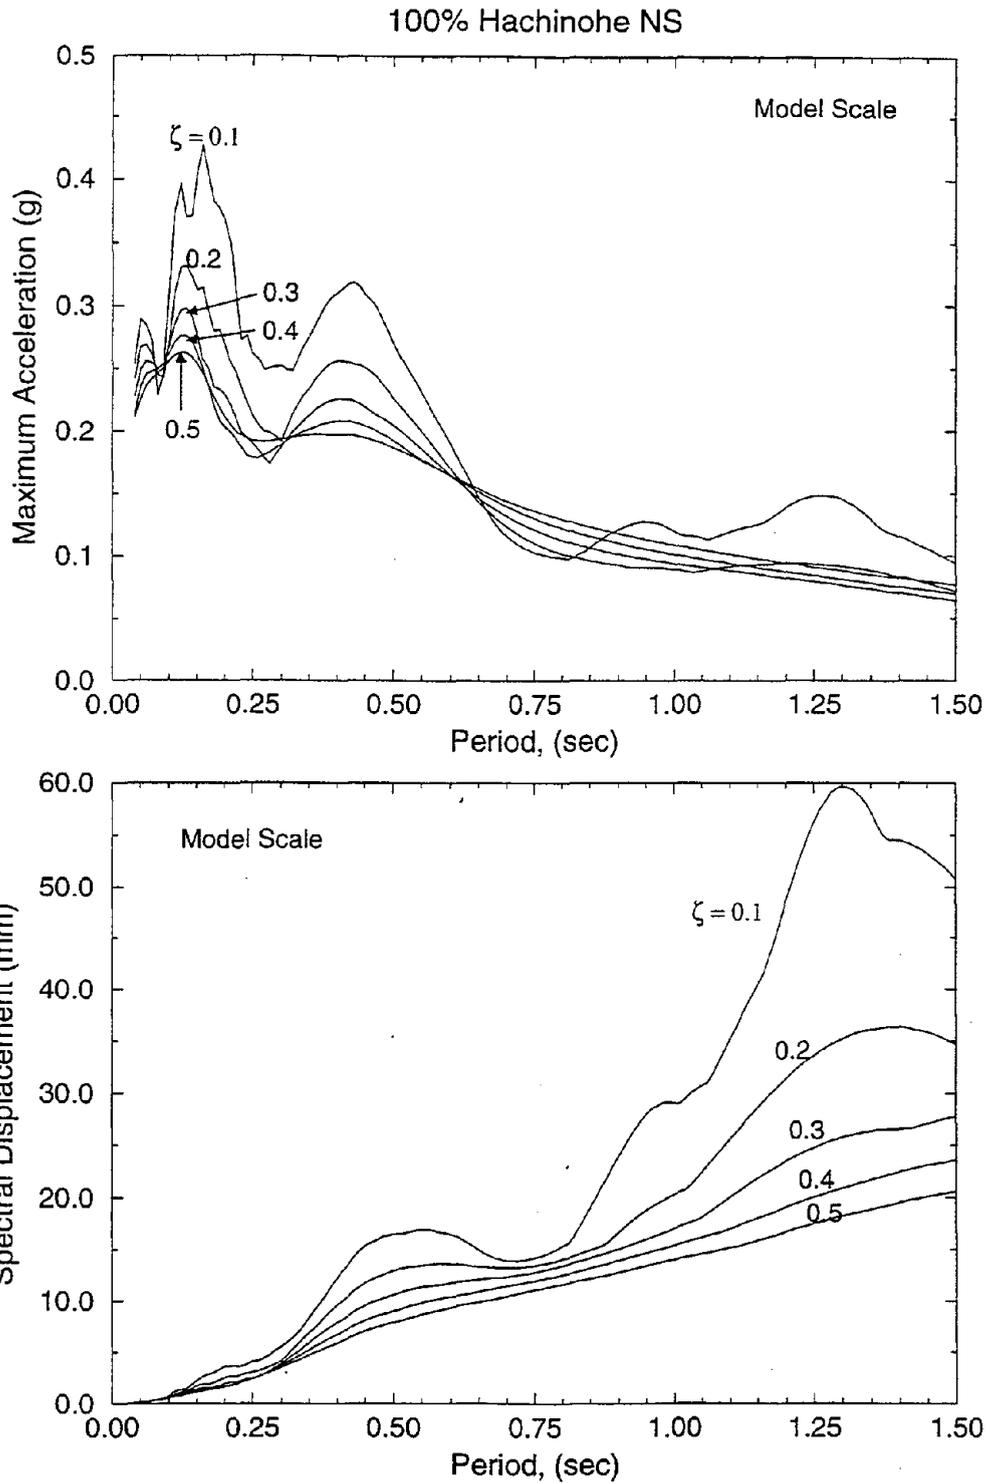 100% Hachinohe NS
0.5
Model Scale
ζ = 0.1
0.4
0.2
0.3
0.3
0.4
0.5
0.2
0.1
0.0
0.00 0.25 0.50 0.75 1.00 1.25 1.50
Maximum Acceleration (g)
Period, (sec)
60.0
Model Scale
50.0
ζ = 0.1
40.0
0.2
30.0
0.3
0.4
20.0
0.5
10.0
0.0
0.00 0.25 0.50 0.75 1.00 1.25 1.50
Spectral Displacement (mm)
Period, (sec)